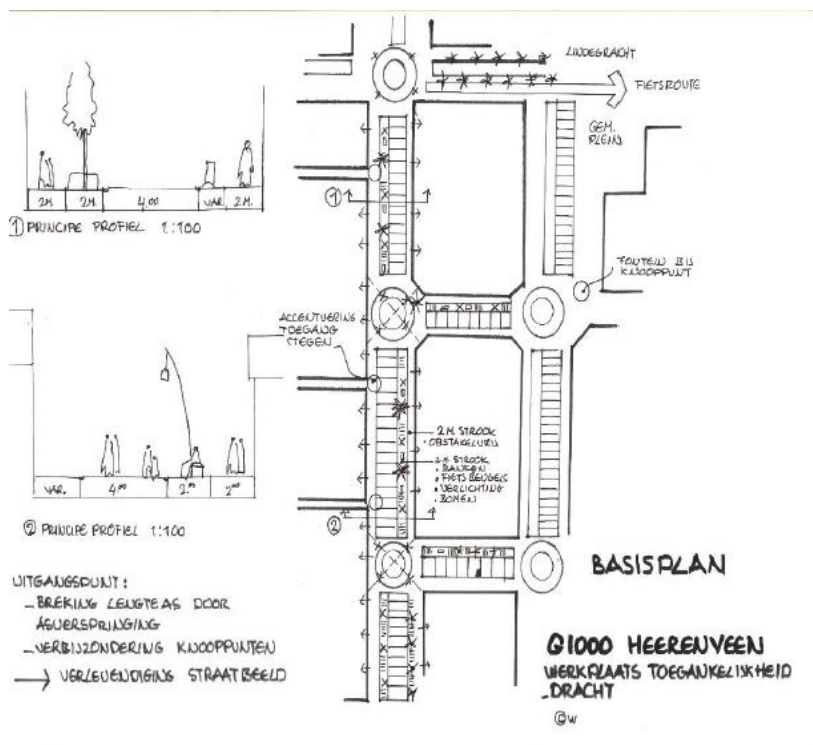 2M.
2M.
4.00
VAR.
2M.
① PRINCIPE PROFIEL 1:100
LINDEGRACHT
FIETSROUTE
GEM.
PLEIN
①
FONTEIN BIJ
KNOOPPUNT
ACCENTUERING
TOEGANG
STEGEN
2M. STROOK
OBSTAKELVRIJ
2M. STROOK
BANKEN
FIETSBEUGELS
VERLICHTING
BOMEN
②
VAR.
4.00
2.00
2.00
② PRINCIPE PROFIEL 1:100
UITGANGSPUNT:
- BREKING LENGTEAS DOOR
ASVERSPRINGING
- VERBIJZONDERING KNOOPPUNTEN
→ VERLEVENDIGING STRAATBEELD
BASISPLAN
G1000 HEERENVEEN
WERKPLAATS TOEGANKELIJKHEID
- DRACHT
©W